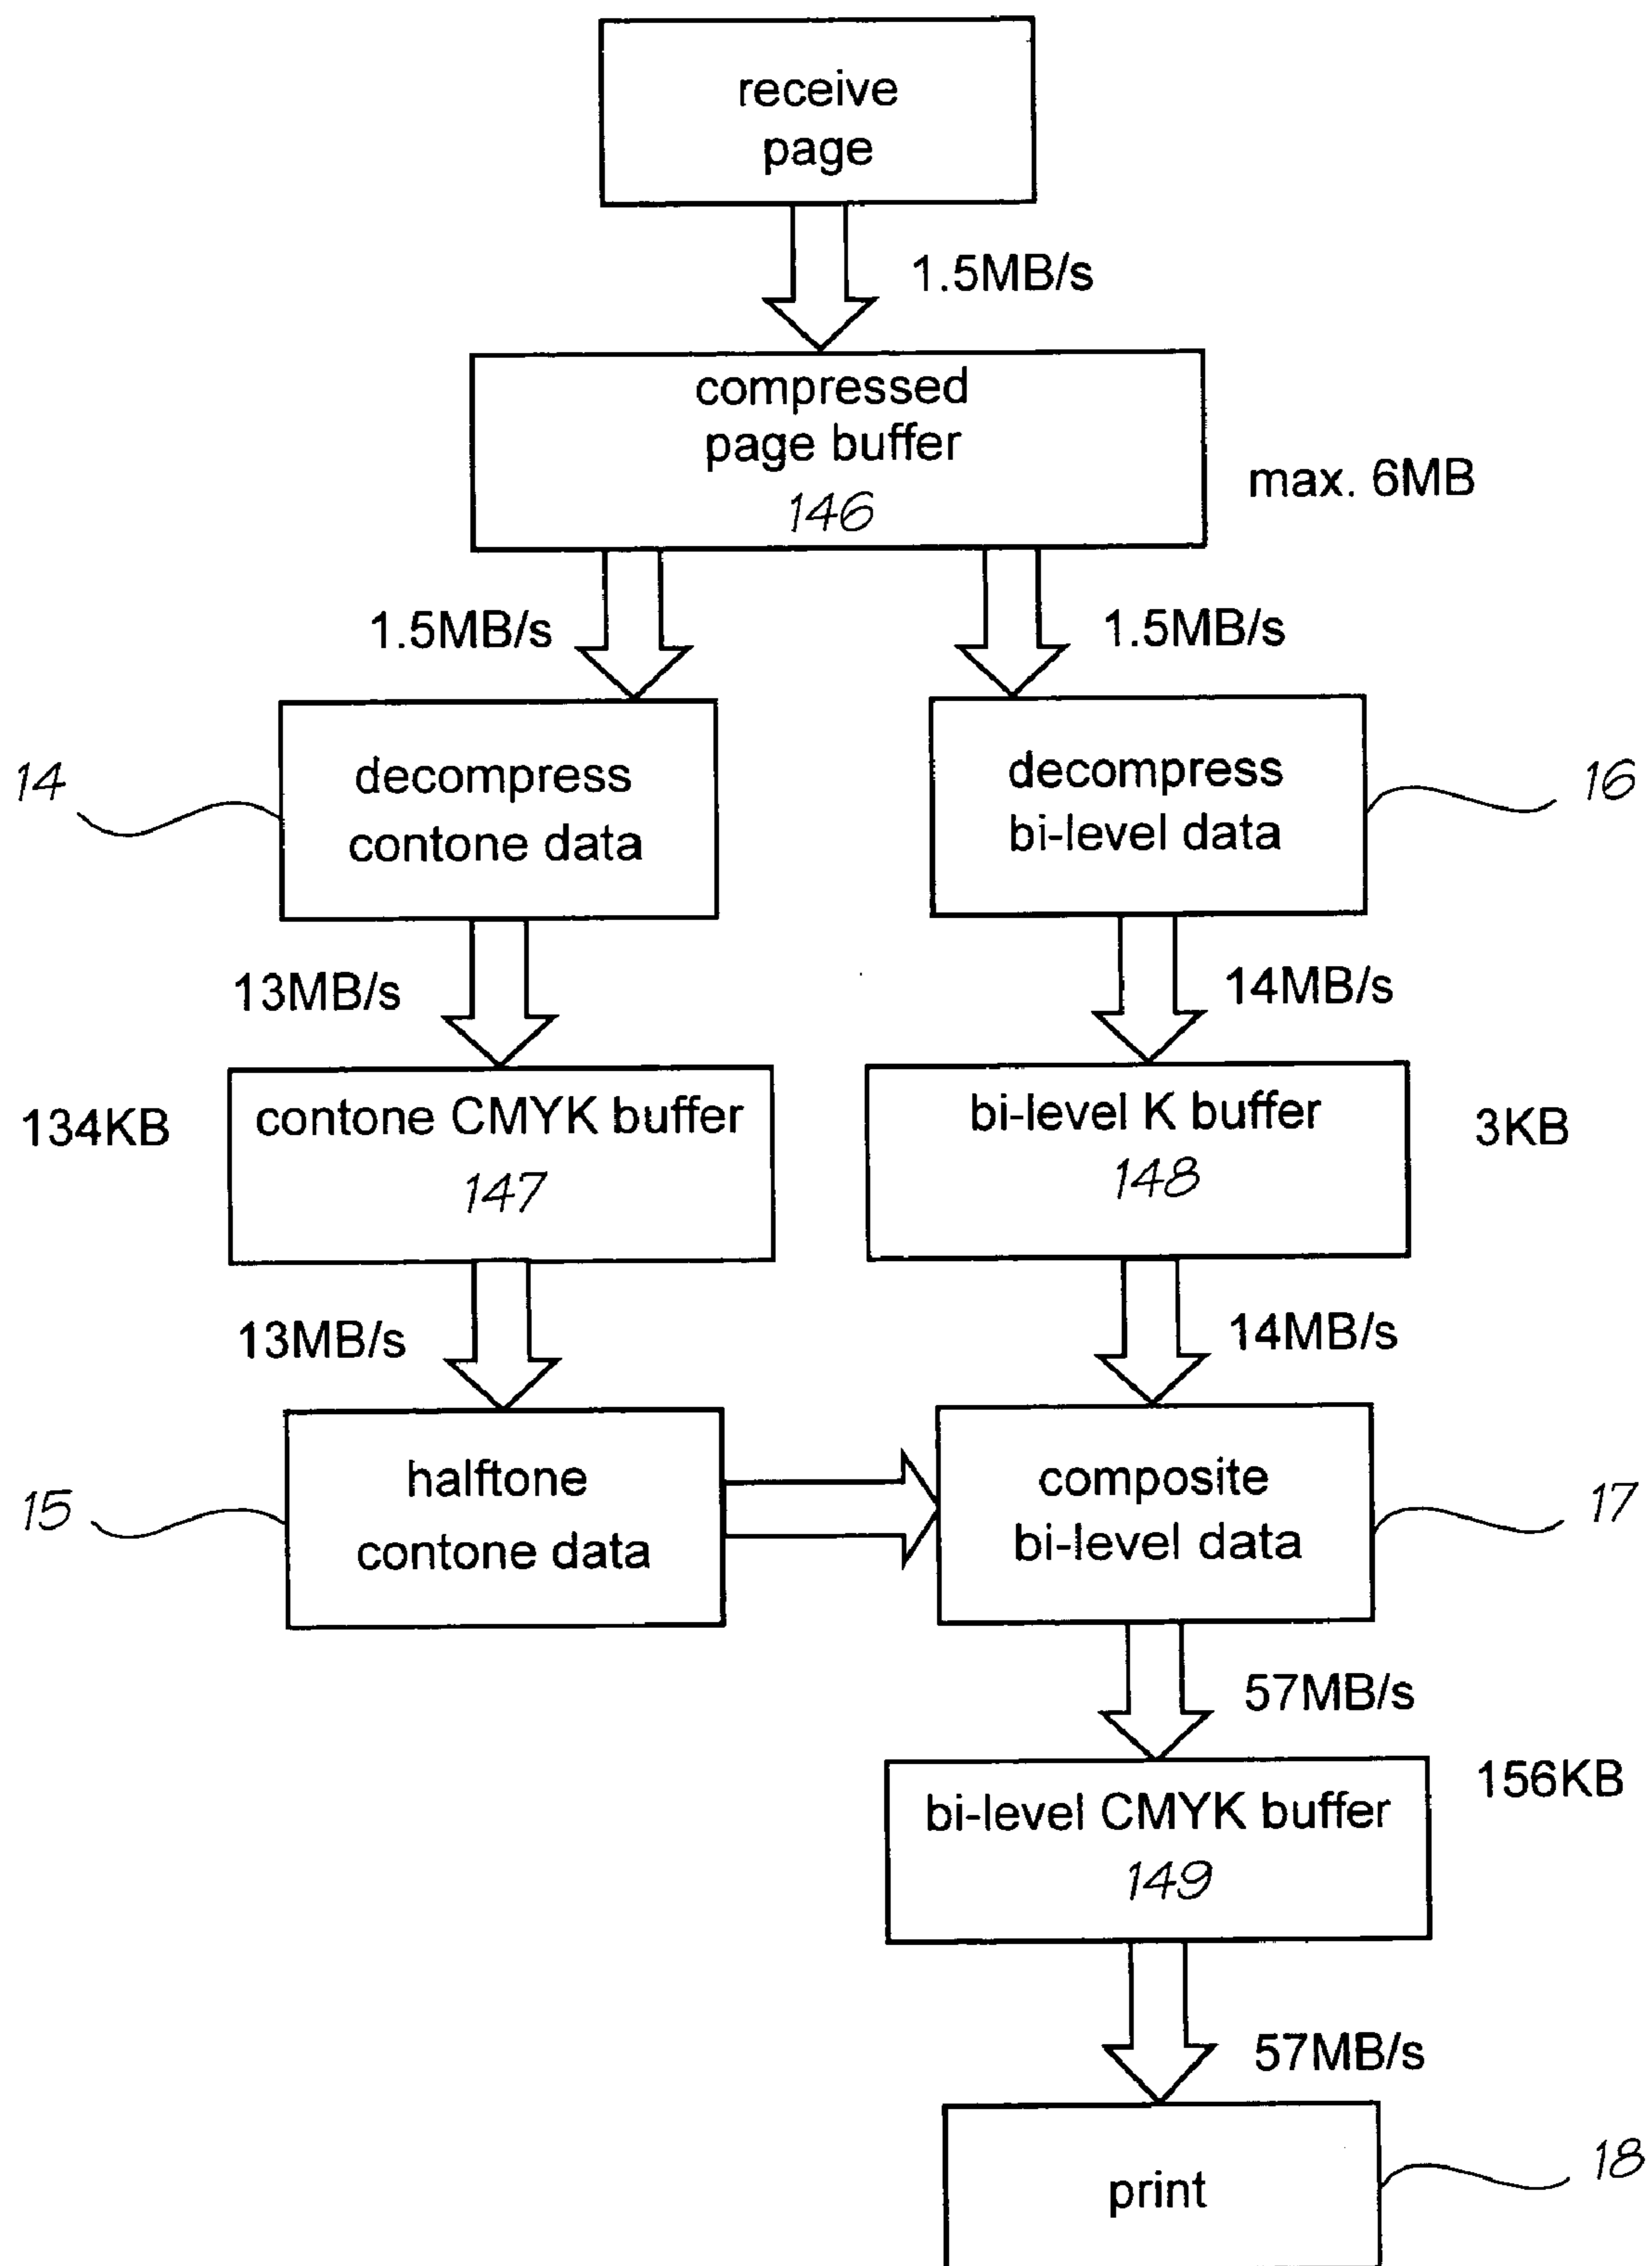 receive
page
1.5MB/s
compressed
page buffer
146
max. 6MB
1.5MB/s
1.5MB/s
14
decompress
contone data
decompress
bi-level data
16
13MB/s
14MB/s
134KB
contone CMYK buffer
147
bi-level K buffer
148
3KB
13MB/s
14MB/s
15
halftone
contone data
composite
bi-level data
17
57MB/s
bi-level CMYK buffer
149
156KB
57MB/s
print
18